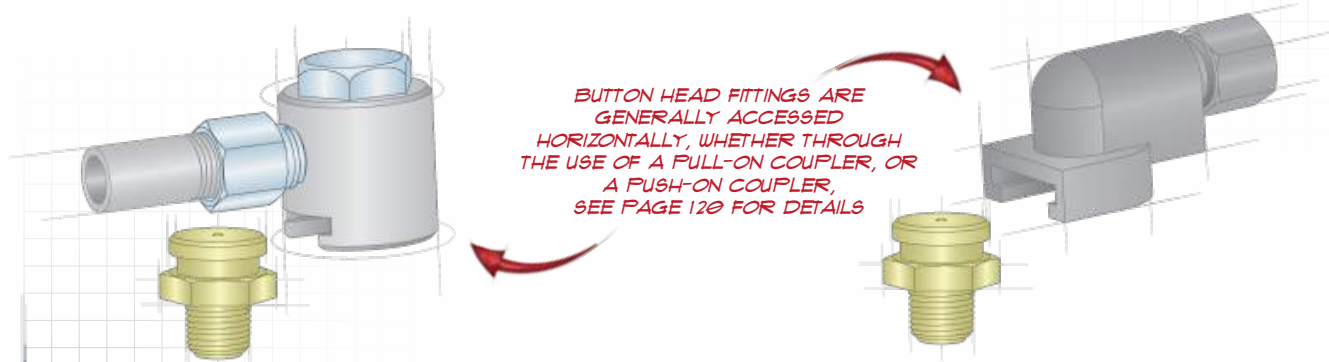 BUTTON HEAD FITTINGS ARE
GENERALLY ACCESSED
HORIZONTALLY, WHETHER THROUGH
THE USE OF A PULL-ON COUPLER, OR
A PUSH-ON COUPLER,
SEE PAGE 120 FOR DETAILS